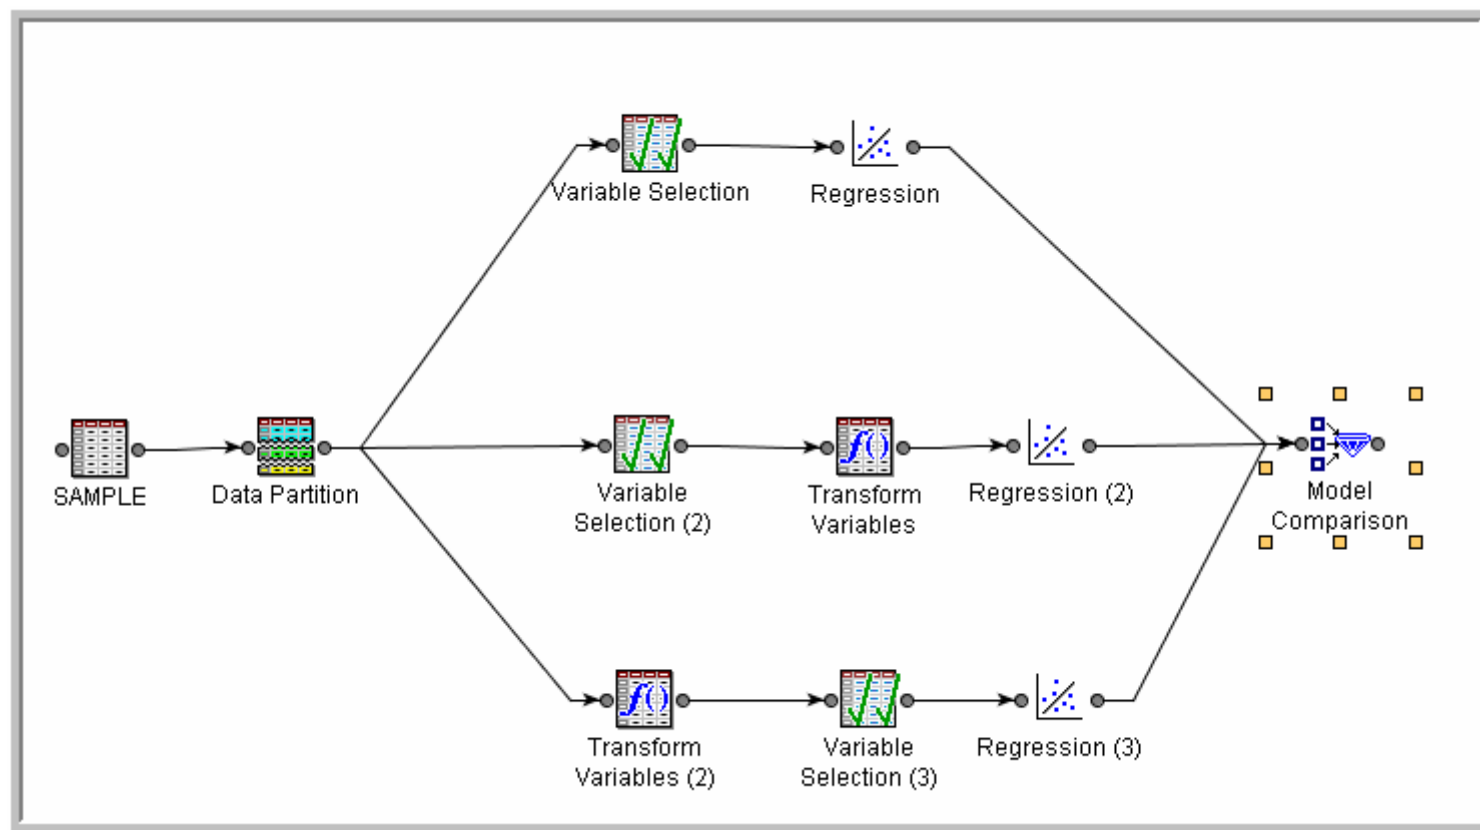 Variable Selection
Regression
SAMPLE
Data Partition
Variable
Selection (2)
Transform
Variables
Regression (2)
Model
Comparison
Transform
Variables (2)
Variable
Selection (3)
Regression (3)